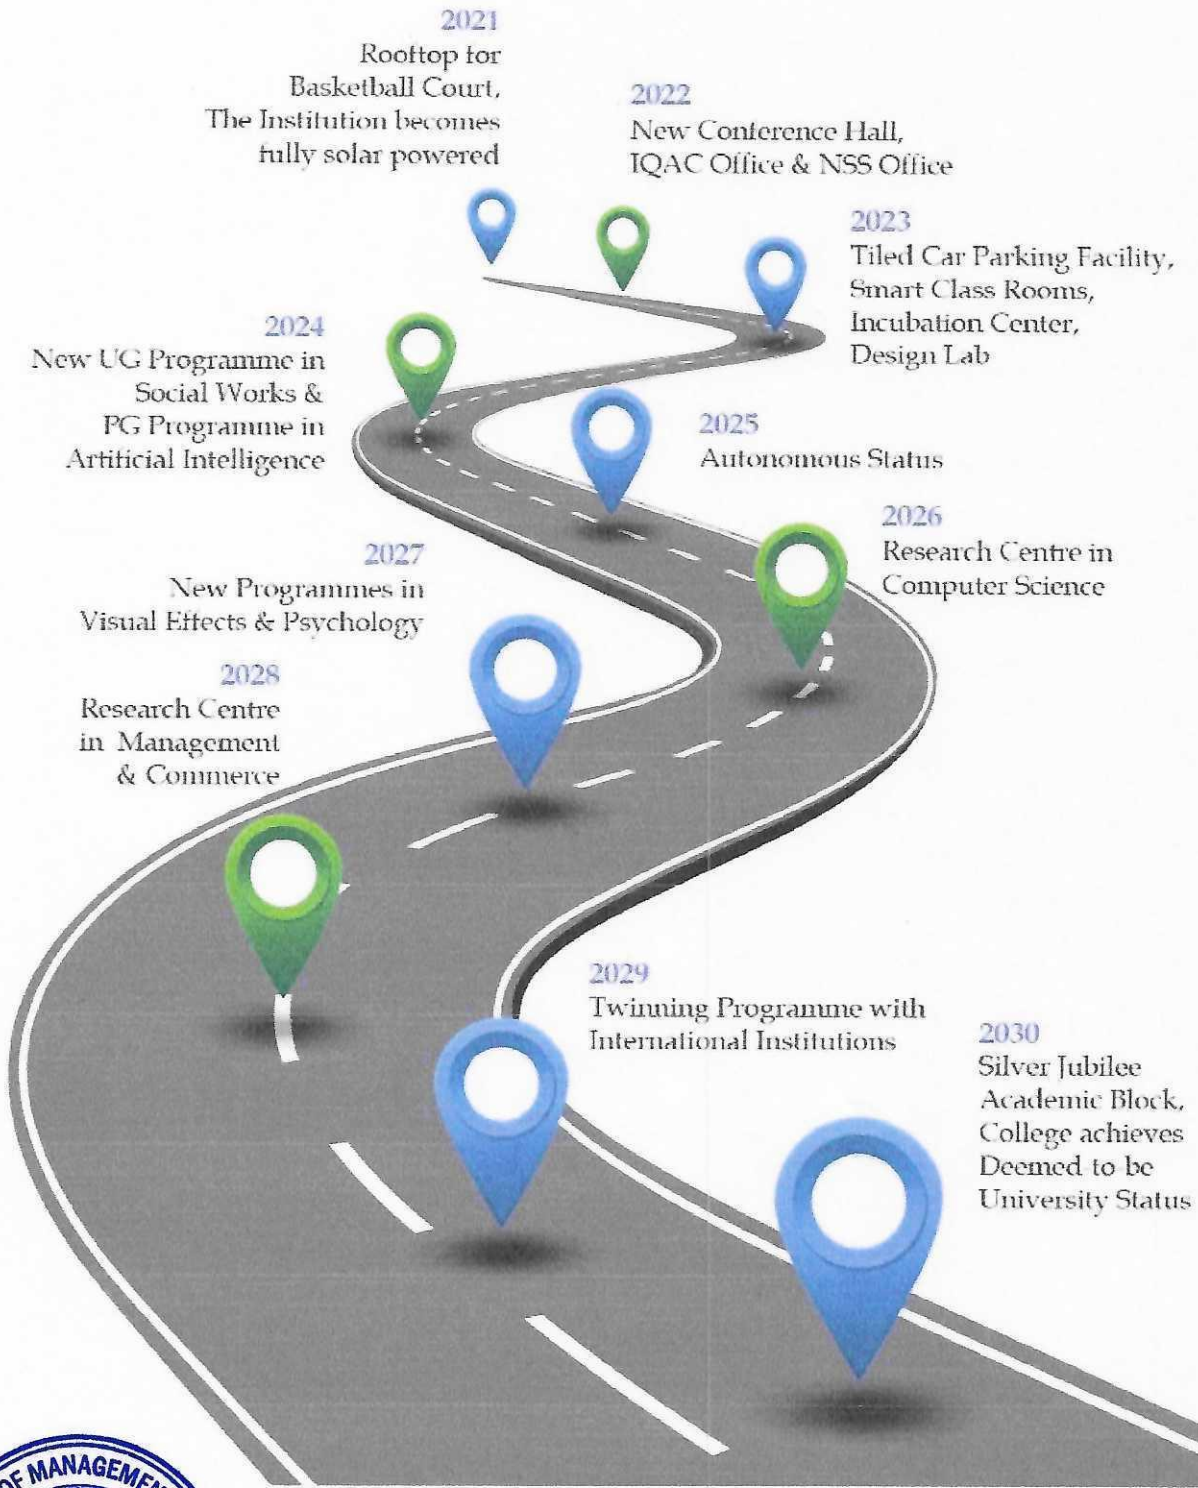 2021
Rooftop for
Basketball Court,
The Institution becomes
fully solar powered
2022
New Conference Hall,
IQAC Office & NSS Office
2023
Tiled Car Parking Facility,
Smart Class Rooms,
Incubation Center,
Design Lab
2024
New UG Programme in
Social Works &
PG Programme in
Artificial Intelligence
2025
Autonomous Status
2026
Research Centre in
Computer Science
2027
New Programmes in
Visual Effects & Psychology
2028
Research Centre
in Management
& Commerce
2029
Twinning Programme with
International Institutions
2030
Silver Jubilee
Academic Block,
College achieves
Deemed to be
University Status
OF MANAGEMEN